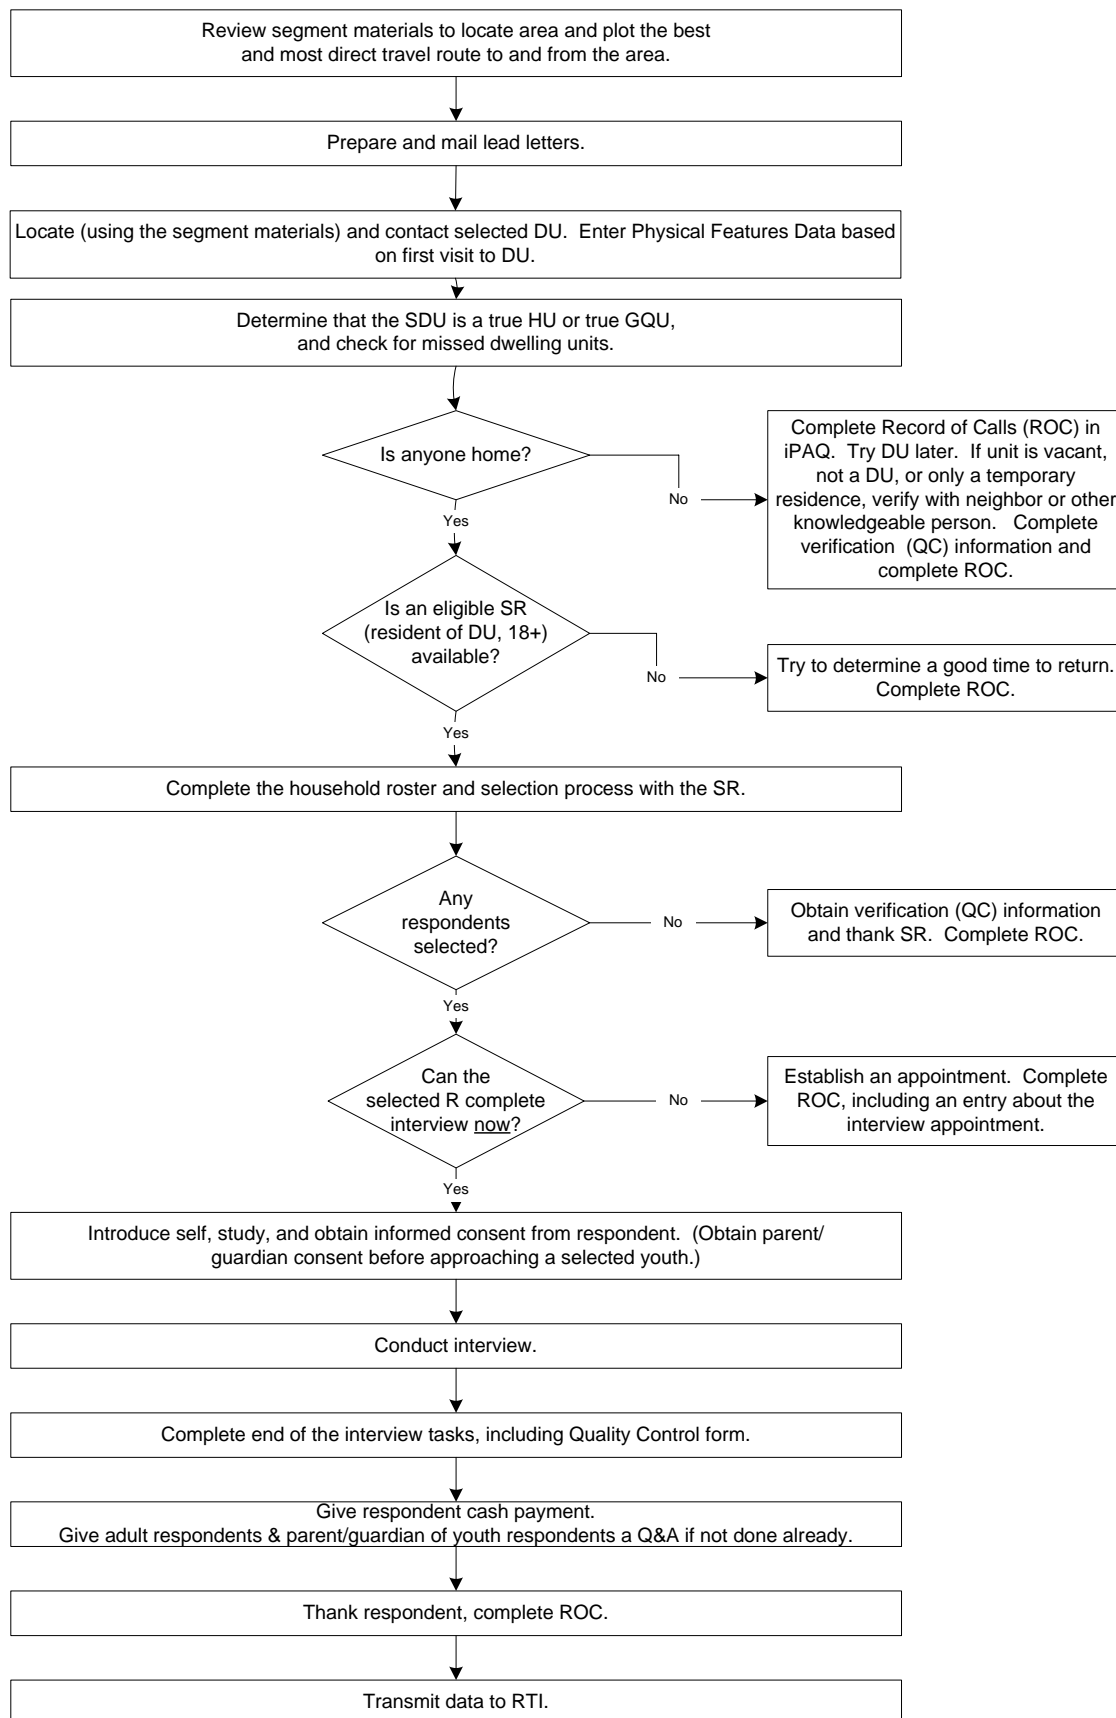 Review segment materials to locate area and plot the best
and most direct travel route to and from the area.
Prepare and mail lead letters.
Locate (using the segment materials) and contact selected DU.  Enter Physical Features Data based
on first visit to DU.
Determine that the SDU is a true HU or true GQU,
and check for missed dwelling units.
Is anyone home?
No
Complete Record of Calls (ROC) in
iPAQ.  Try DU later.  If unit is vacant,
not a DU, or only a temporary
residence, verify with neighbor or other
knowledgeable person.   Complete
verification  (QC) information and
complete ROC.
Yes
Is an eligible SR
(resident of DU, 18+)
available?
No
Try to determine a good time to return.
Complete ROC.
Yes
Complete the household roster and selection process with the SR.
Any
respondents
selected?
No
Obtain verification (QC) information
and thank SR.  Complete ROC.
Yes
Can the
selected R complete
interview now?
No
Establish an appointment.  Complete
ROC, including an entry about the
interview appointment.
Yes
Introduce self, study, and obtain informed consent from respondent.  (Obtain parent/
guardian consent before approaching a selected youth.)
Conduct interview.
Complete end of the interview tasks, including Quality Control form.
Give respondent cash payment.
Give adult respondents & parent/guardian of youth respondents a Q&A if not done already.
Thank respondent, complete ROC.
Transmit data to RTI.